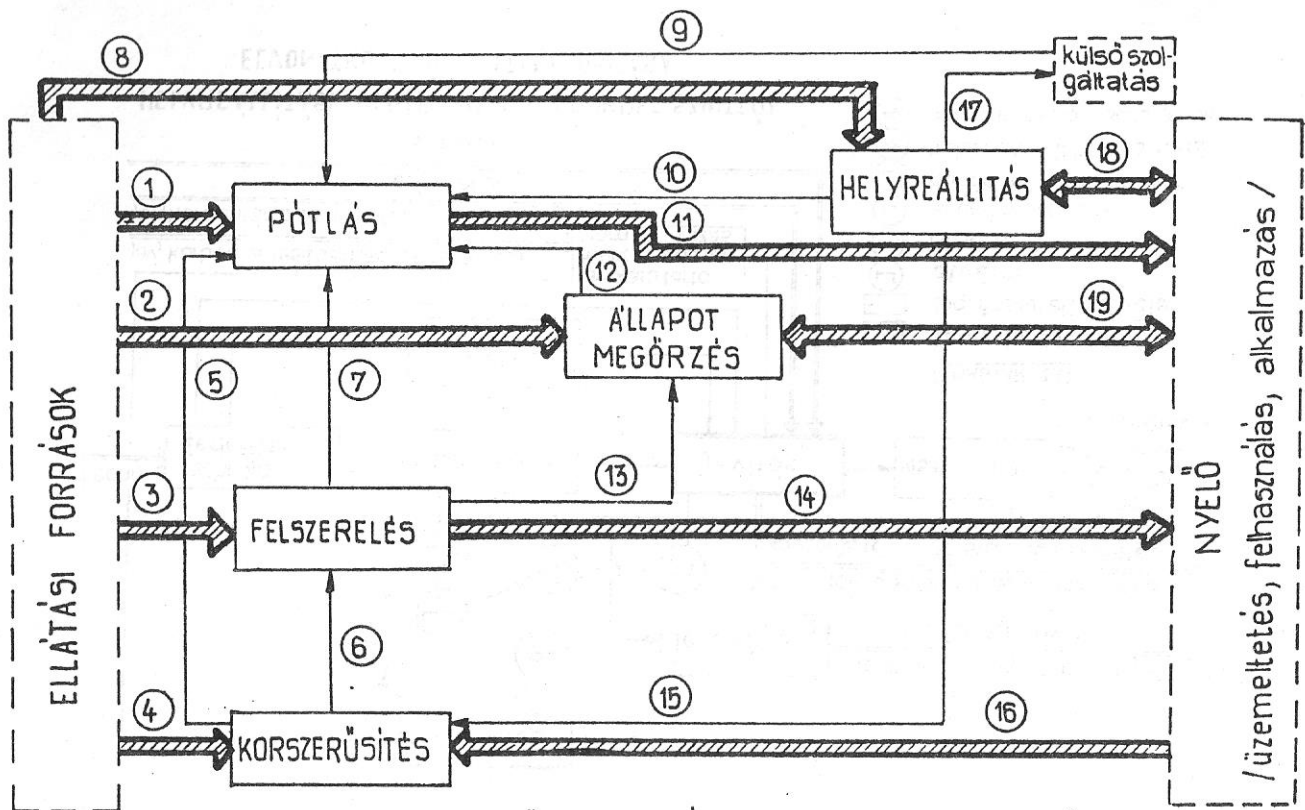 8
9
külső szol-
gáltatás
17
1
PÓTLÁS
10
HELYREÁLLITÁS
18
11
2
12
ÁLLAPOT
MEGŐRZÉS
19
5
7
3
FELSZERELÉS
13
14
6
4
KORSZERŰSÍTÉS
15
16
ELLÁTÁSI FORRÁSOK
NYELŐ
/üzemeltetés, felhasználás, alkalmazás/